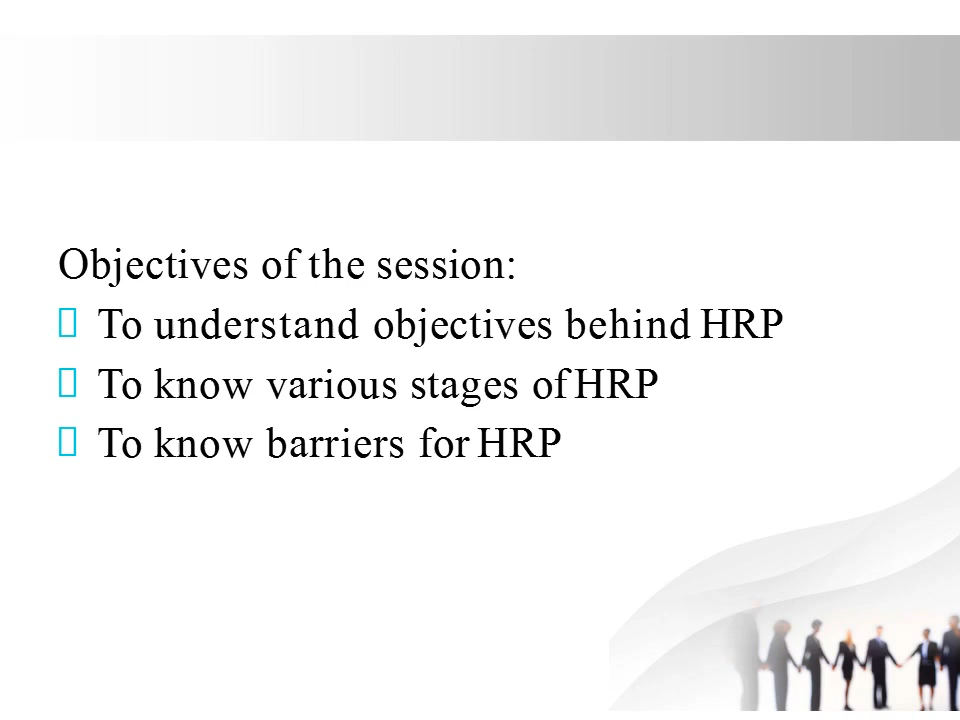 Objectives of the session:
To understand objectives behind HRP
To know various stages of HRP
To know barriers for HRP